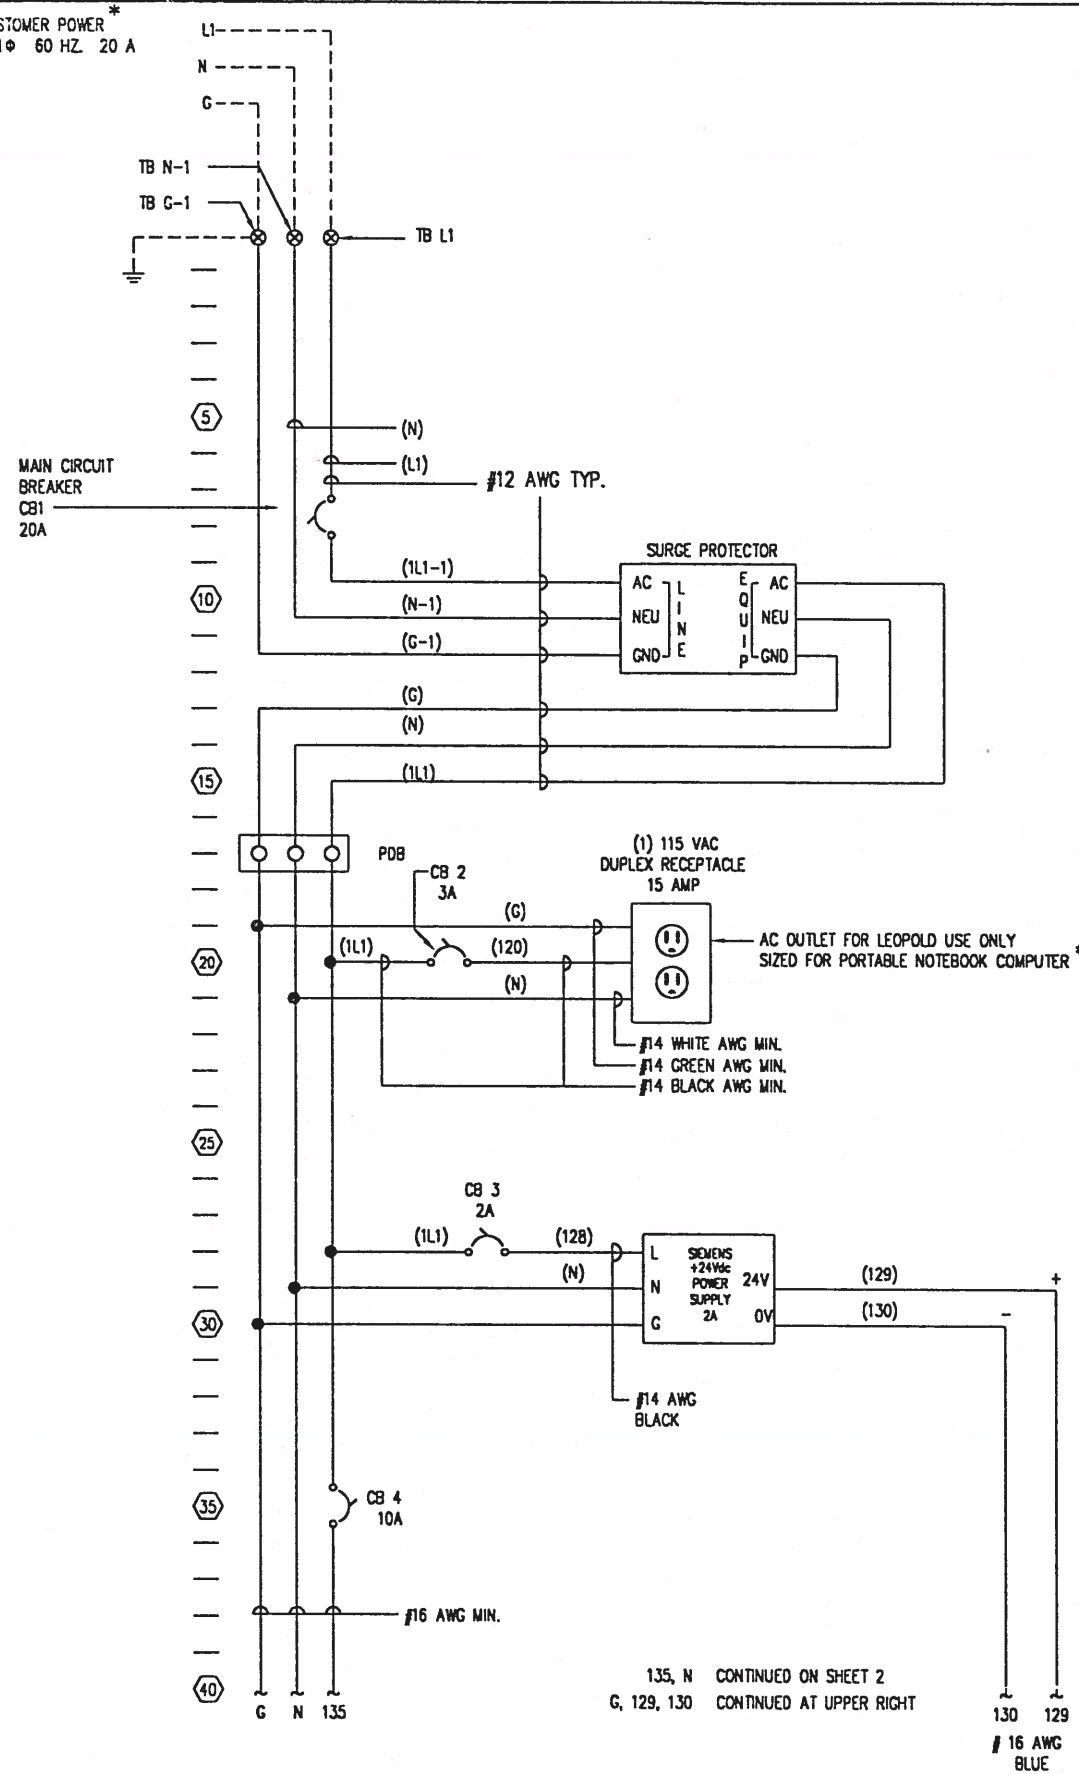 STOMER POWER *
1Φ 60 HZ. 20 A
L1
N
G
TB N-1
TB G-1
TB L1
5
(N)
(L1)
#12 AWG TYP.
MAIN CIRCUIT
BREAKER
CB1
20A
SURGE PROTECTOR
(1L1-1)
AC
LINE
EQUIP
AC
10
(N-1)
NEU
NEU
(G-1)
GND
GND
(G)
(N)
15
(1L1)
PDB
CB 2
3A
(1) 115 VAC
DUPLEX RECEPTACLE
15 AMP
(G)
20
(1L1)
(120)
(N)
AC OUTLET FOR LEOPOLD USE ONLY
SIZED FOR PORTABLE NOTEBOOK COMPUTER *
#14 WHITE AWG MIN.
#14 GREEN AWG MIN.
#14 BLACK AWG MIN.
25
CB 3
2A
(1L1)
(128)
(N)
L
N
G
SIEMENS
+24Vdc
POWER
SUPPLY
2A
24V
0V
(129)
+
(130)
-
30
#14 AWG
BLACK
35
CB 4
10A
#16 AWG MIN.
40
G N 135
135, N CONTINUED ON SHEET 2
G, 129, 130 CONTINUED AT UPPER RIGHT
130 129
# 16 AWG
BLUE